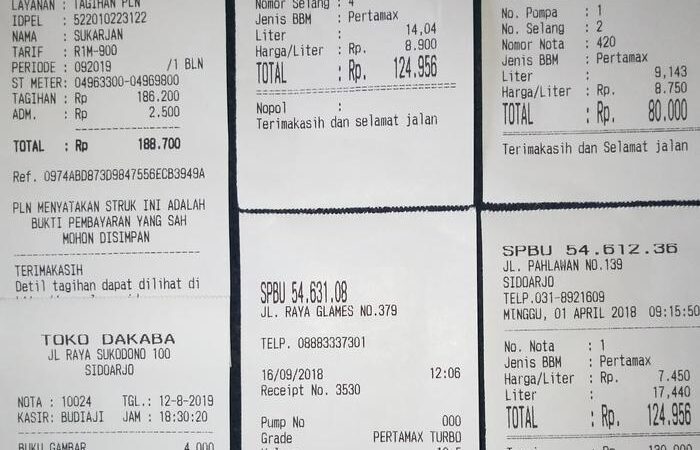 LAYANAN : TAGIHAN PLN
IDPEL : 522010223122
NAMA : SUKARJAN
TARIF : R1M-900
PERIODE : 092019 /1 BLN
ST METER: 04963300-04969800
TAGIHAN : Rp 186.200
ADM. : Rp 2.500
TOTAL : Rp 188.700
Ref. 0974ABD873D9847556ECB3949A
PLN MENYATAKAN STRUK INI ADALAH
BUKTI PEMBAYARAN YANG SAH
MOHON DISIMPAN
TERIMAKASIH
Detil tagihan dapat dilihat di
TOKO DAKABA
JL RAYA SUKODONO 100
SIDOARJO
NOTA : 10024 TGL.: 12-8-2019
KASIR: BUDIAJI JAM : 18:30:20
BUKU GAMBAR 4.000
Nomor Selang : 4
Jenis BBM : Pertamax
Liter : 14,04
Harga/Liter : Rp. 8.900
TOTAL : Rp. 124.956
Nopol :
Terimakasih dan selamat jalan
SPBU 54.631.08
JL. RAYA GLAMES NO.379
TELP. 08883337301
16/09/2018 12:06
Receipt No. 3530
Pump No 000
Grade PERTAMAX TURBO
No. Pompa : 1
No. Selang : 2
Nomor Nota : 420
Jenis BBM : Pertamax
Liter : 9,143
Harga/Liter : Rp. 8.750
TOTAL : Rp. 80.000
Terimakasih dan Selamat jalan
SPBU 54.612.36
JL. PAHLAWAN NO.139
SIDOARJO
TELP.031-8921609
MINGGU, 01 APRIL 2018 09:15:50
No. Nota : 1
Jenis BBM : Pertamax
Harga/Liter : Rp. 7.450
Liter : 17,440
TOTAL : Rp. 124.956